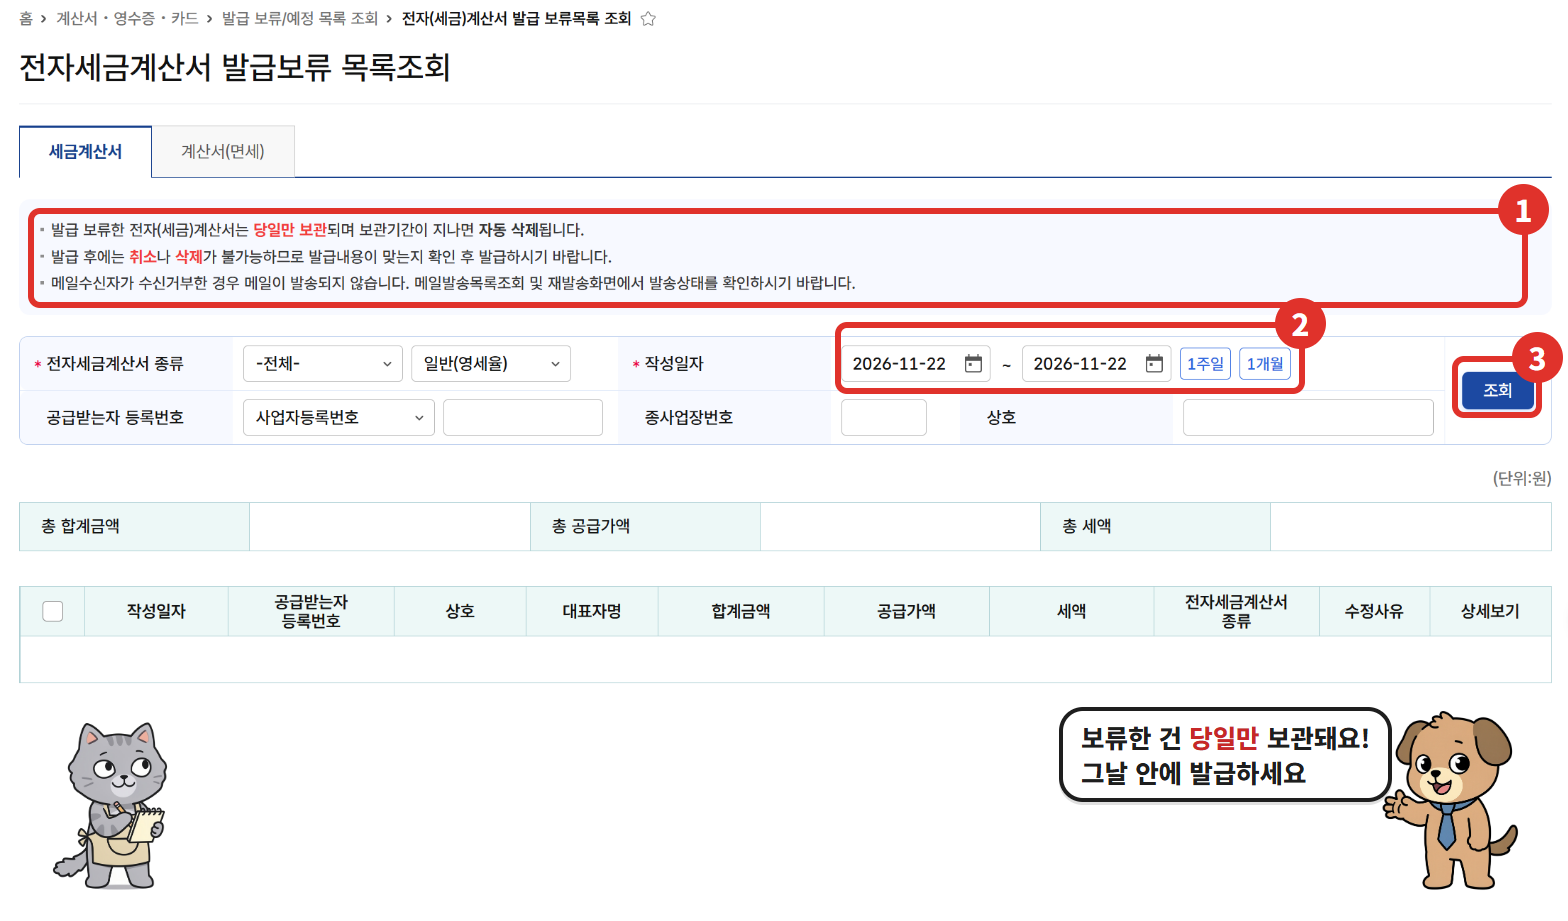 홈 > 계산서・영수증・카드 > 발급 보류/예정 목록 조회 > 전자(세금)계산서 발급 보류목록 조회 ☆
전자세금계산서 발급보류 목록조회
세금계산서 계산서(면세)
1
▪ 발급 보류한 전자(세금)계산서는 당일만 보관되며 보관기간이 지나면 자동 삭제됩니다.
▪ 발급 후에는 취소나 삭제가 불가능하므로 발급내용이 맞는지 확인 후 발급하시기 바랍니다.
▪ 메일수신자가 수신거부한 경우 메일이 발송되지 않습니다. 메일발송목록조회 및 재발송화면에서 발송상태를 확인하시기 바랍니다.
2
3
* 전자세금계산서 종류 -전체- 일반(영세율) * 작성일자 2026-11-22 ~ 2026-11-22 1주일 1개월
조회
공급받는자 등록번호 사업자등록번호 종사업장번호 상호
(단위:원)
총 합계금액 총 공급가액 총 세액
작성일자 공급받는자 등록번호 상호 대표자명 합계금액 공급가액 세액 전자세금계산서 종류 수정사유 상세보기
보류한 건 당일만 보관돼요!
그날 안에 발급하세요